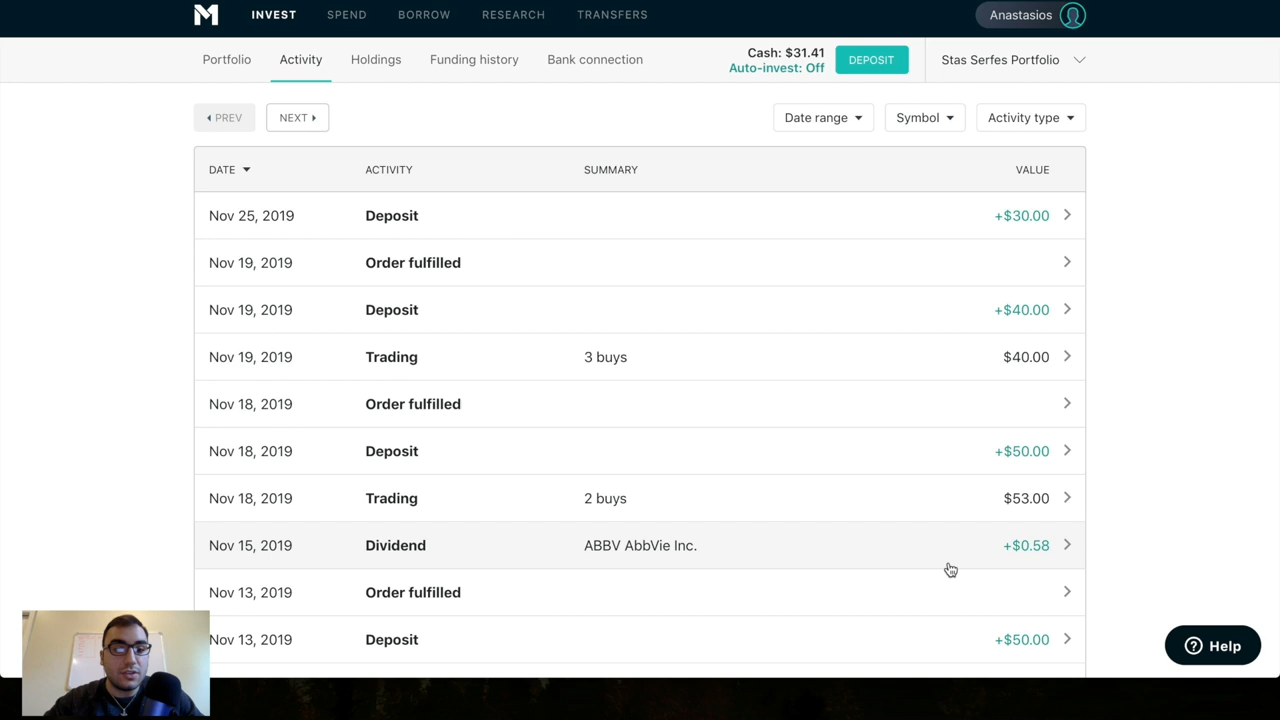 INVEST SPEND BORROW RESEARCH TRANSFERS Anastasios
Portfolio Activity Holdings Funding history Bank connection Cash: $31.41 Auto-invest: Off DEPOSIT Stas Serfes Portfolio
PREV NEXT Date range Symbol Activity type
DATE ACTIVITY SUMMARY VALUE
Nov 25, 2019 Deposit +$30.00
Nov 19, 2019 Order fulfilled
Nov 19, 2019 Deposit +$40.00
Nov 19, 2019 Trading 3 buys $40.00
Nov 18, 2019 Order fulfilled
Nov 18, 2019 Deposit +$50.00
Nov 18, 2019 Trading 2 buys $53.00
Nov 15, 2019 Dividend ABBV AbbVie Inc. +$0.58
Nov 13, 2019 Order fulfilled
Nov 13, 2019 Deposit +$50.00
Help